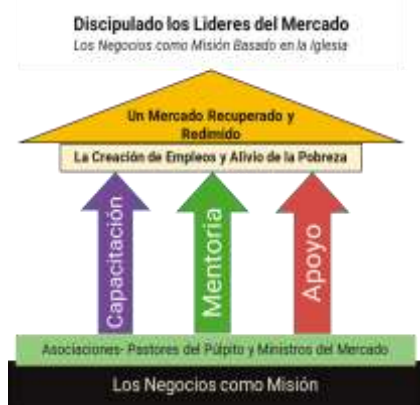 Discipulado los Lideres del Mercado
Los Negocios como Misión Basado en la Iglesia
Un Mercado Recuperado y
Redimido
La Creación de Empleos y Alivio de la Pobreza
Capacitación
Mentoria
Apoyo
Asociaciones- Pastores del Púlpito y Ministros del Mercado
Los Negocios como Misión